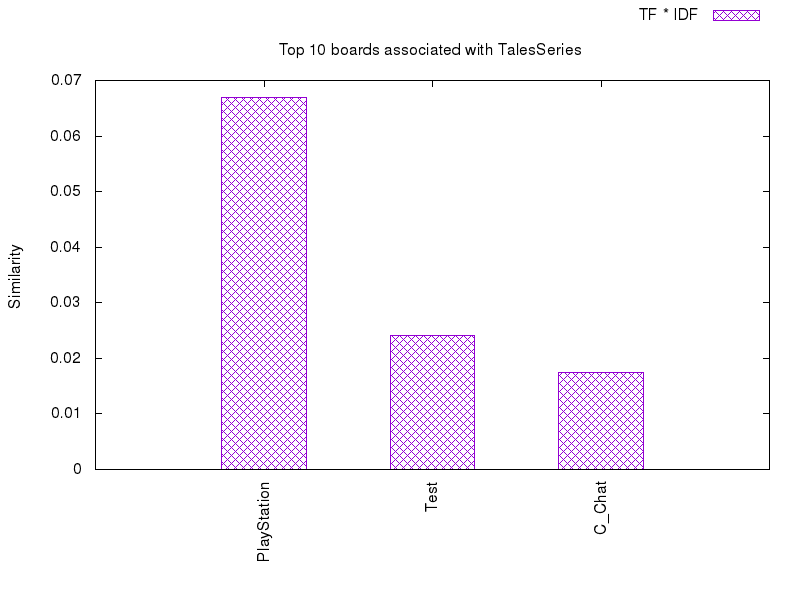 TF * IDF
Top 10 boards associated with TalesSeries
0.07
0.06
0.05
0.04
0.03
0.02
0.01
0
Similarity
PlayStation
Test
C_Chat